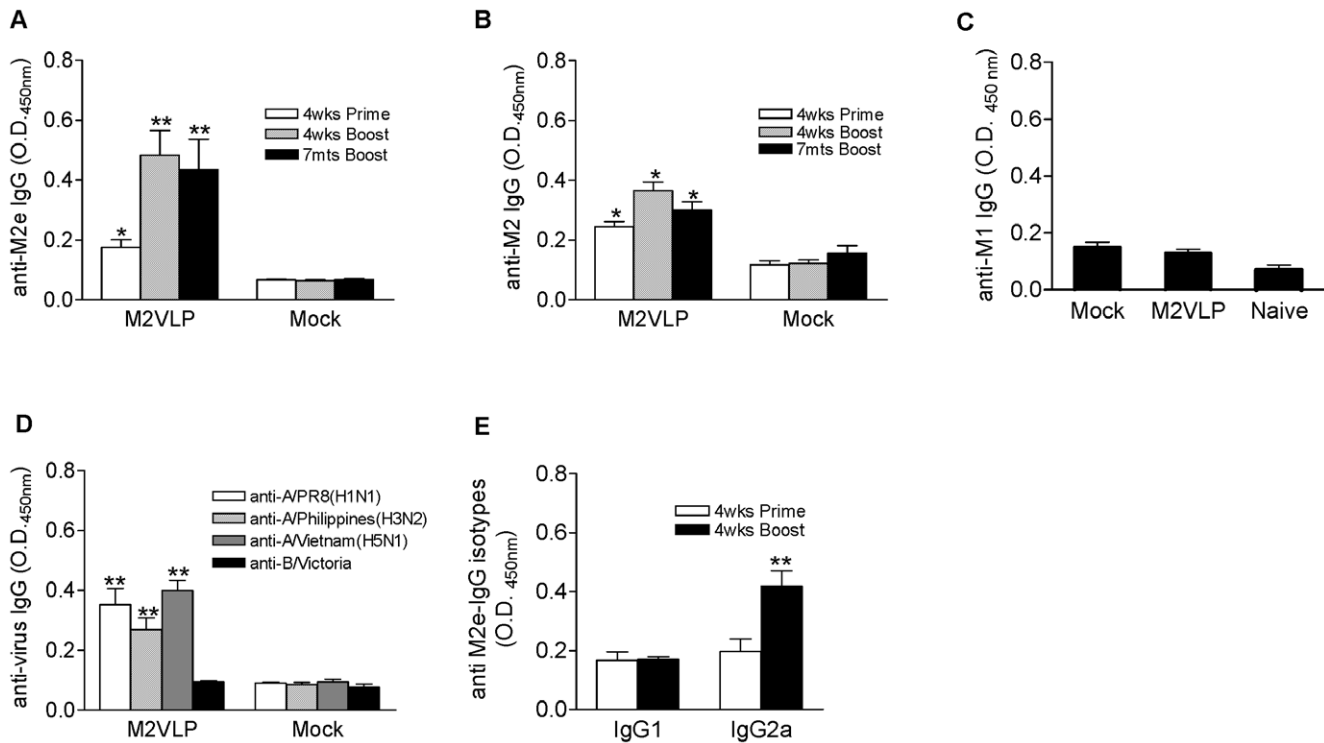 A
anti-M2e IgG (O.D.450nm)
0.8
0.6
0.4
0.2
0.0
**
**
*
4wks Prime
4wks Boost
7mts Boost
M2VLP Mock
B
anti-M2 IgG (O.D.450nm)
0.8
0.6
0.4
0.2
0.0
*
*
*
4wks Prime
4wks Boost
7mts Boost
M2VLP Mock
C
anti-M1 IgG (O.D. 450 nm)
0.8
0.6
0.4
0.2
0.0
Mock M2VLP Naive
D
anti-virus IgG (O.D.450nm)
0.8
0.6
0.4
0.2
0.0
**
**
**
anti-A/PR8(H1N1)
anti-A/Philippines(H3N2)
anti-A/Vietnam(H5N1)
anti-B/Victoria
M2VLP Mock
E
anti M2e-IgG isotypes
(O.D. 450nm)
0.8
0.6
0.4
0.2
0.0
4wks Prime
4wks Boost
**
IgG1 IgG2a